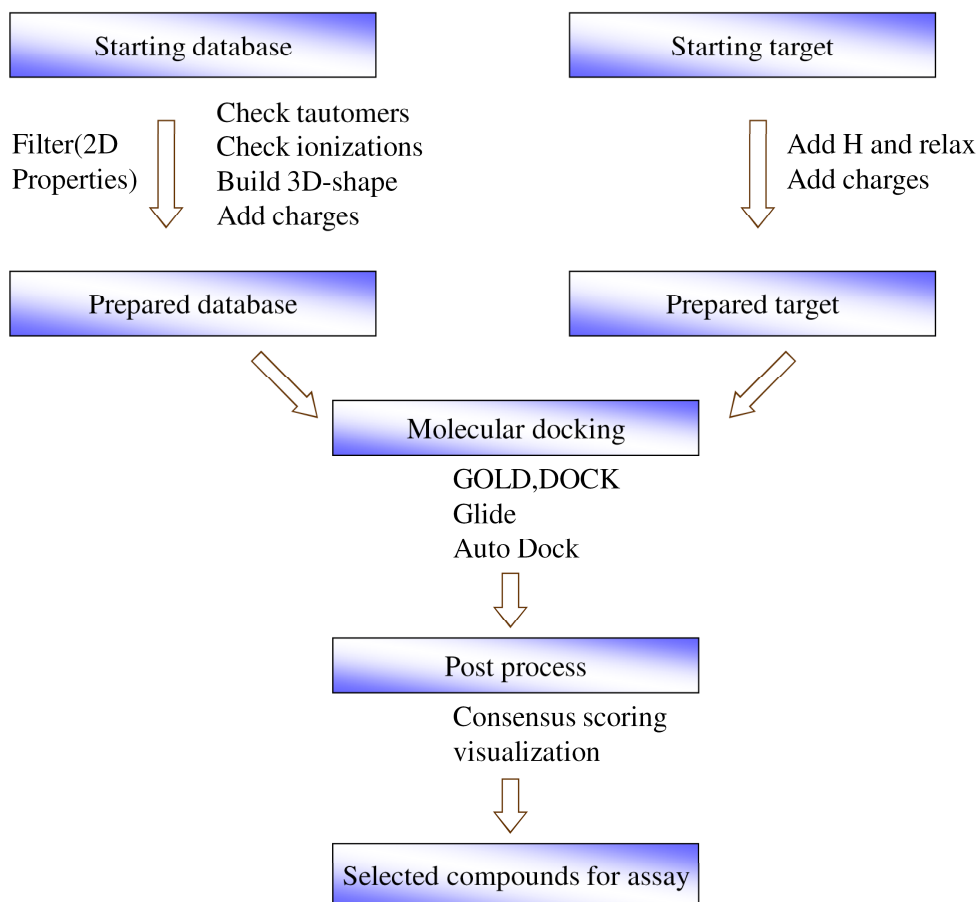 Starting database
Starting target
Filter(2D
Properties)
Check tautomers
Check ionizations
Build 3D-shape
Add charges
Add H and relax
Add charges
Prepared database
Prepared target
Molecular docking
GOLD,DOCK
Glide
Auto Dock
Post process
Consensus scoring
visualization
Selected compounds for assay